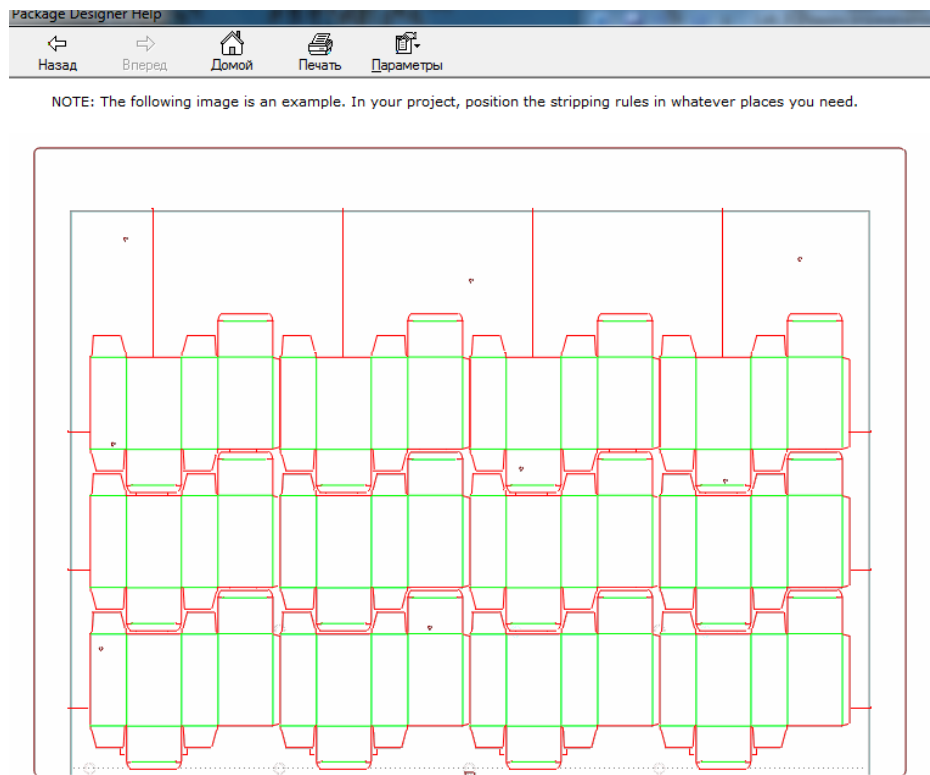 Package Designer Help
Назад Вперед Домой Печать Параметры
NOTE: The following image is an example. In your project, position the stripping rules in whatever places you need.